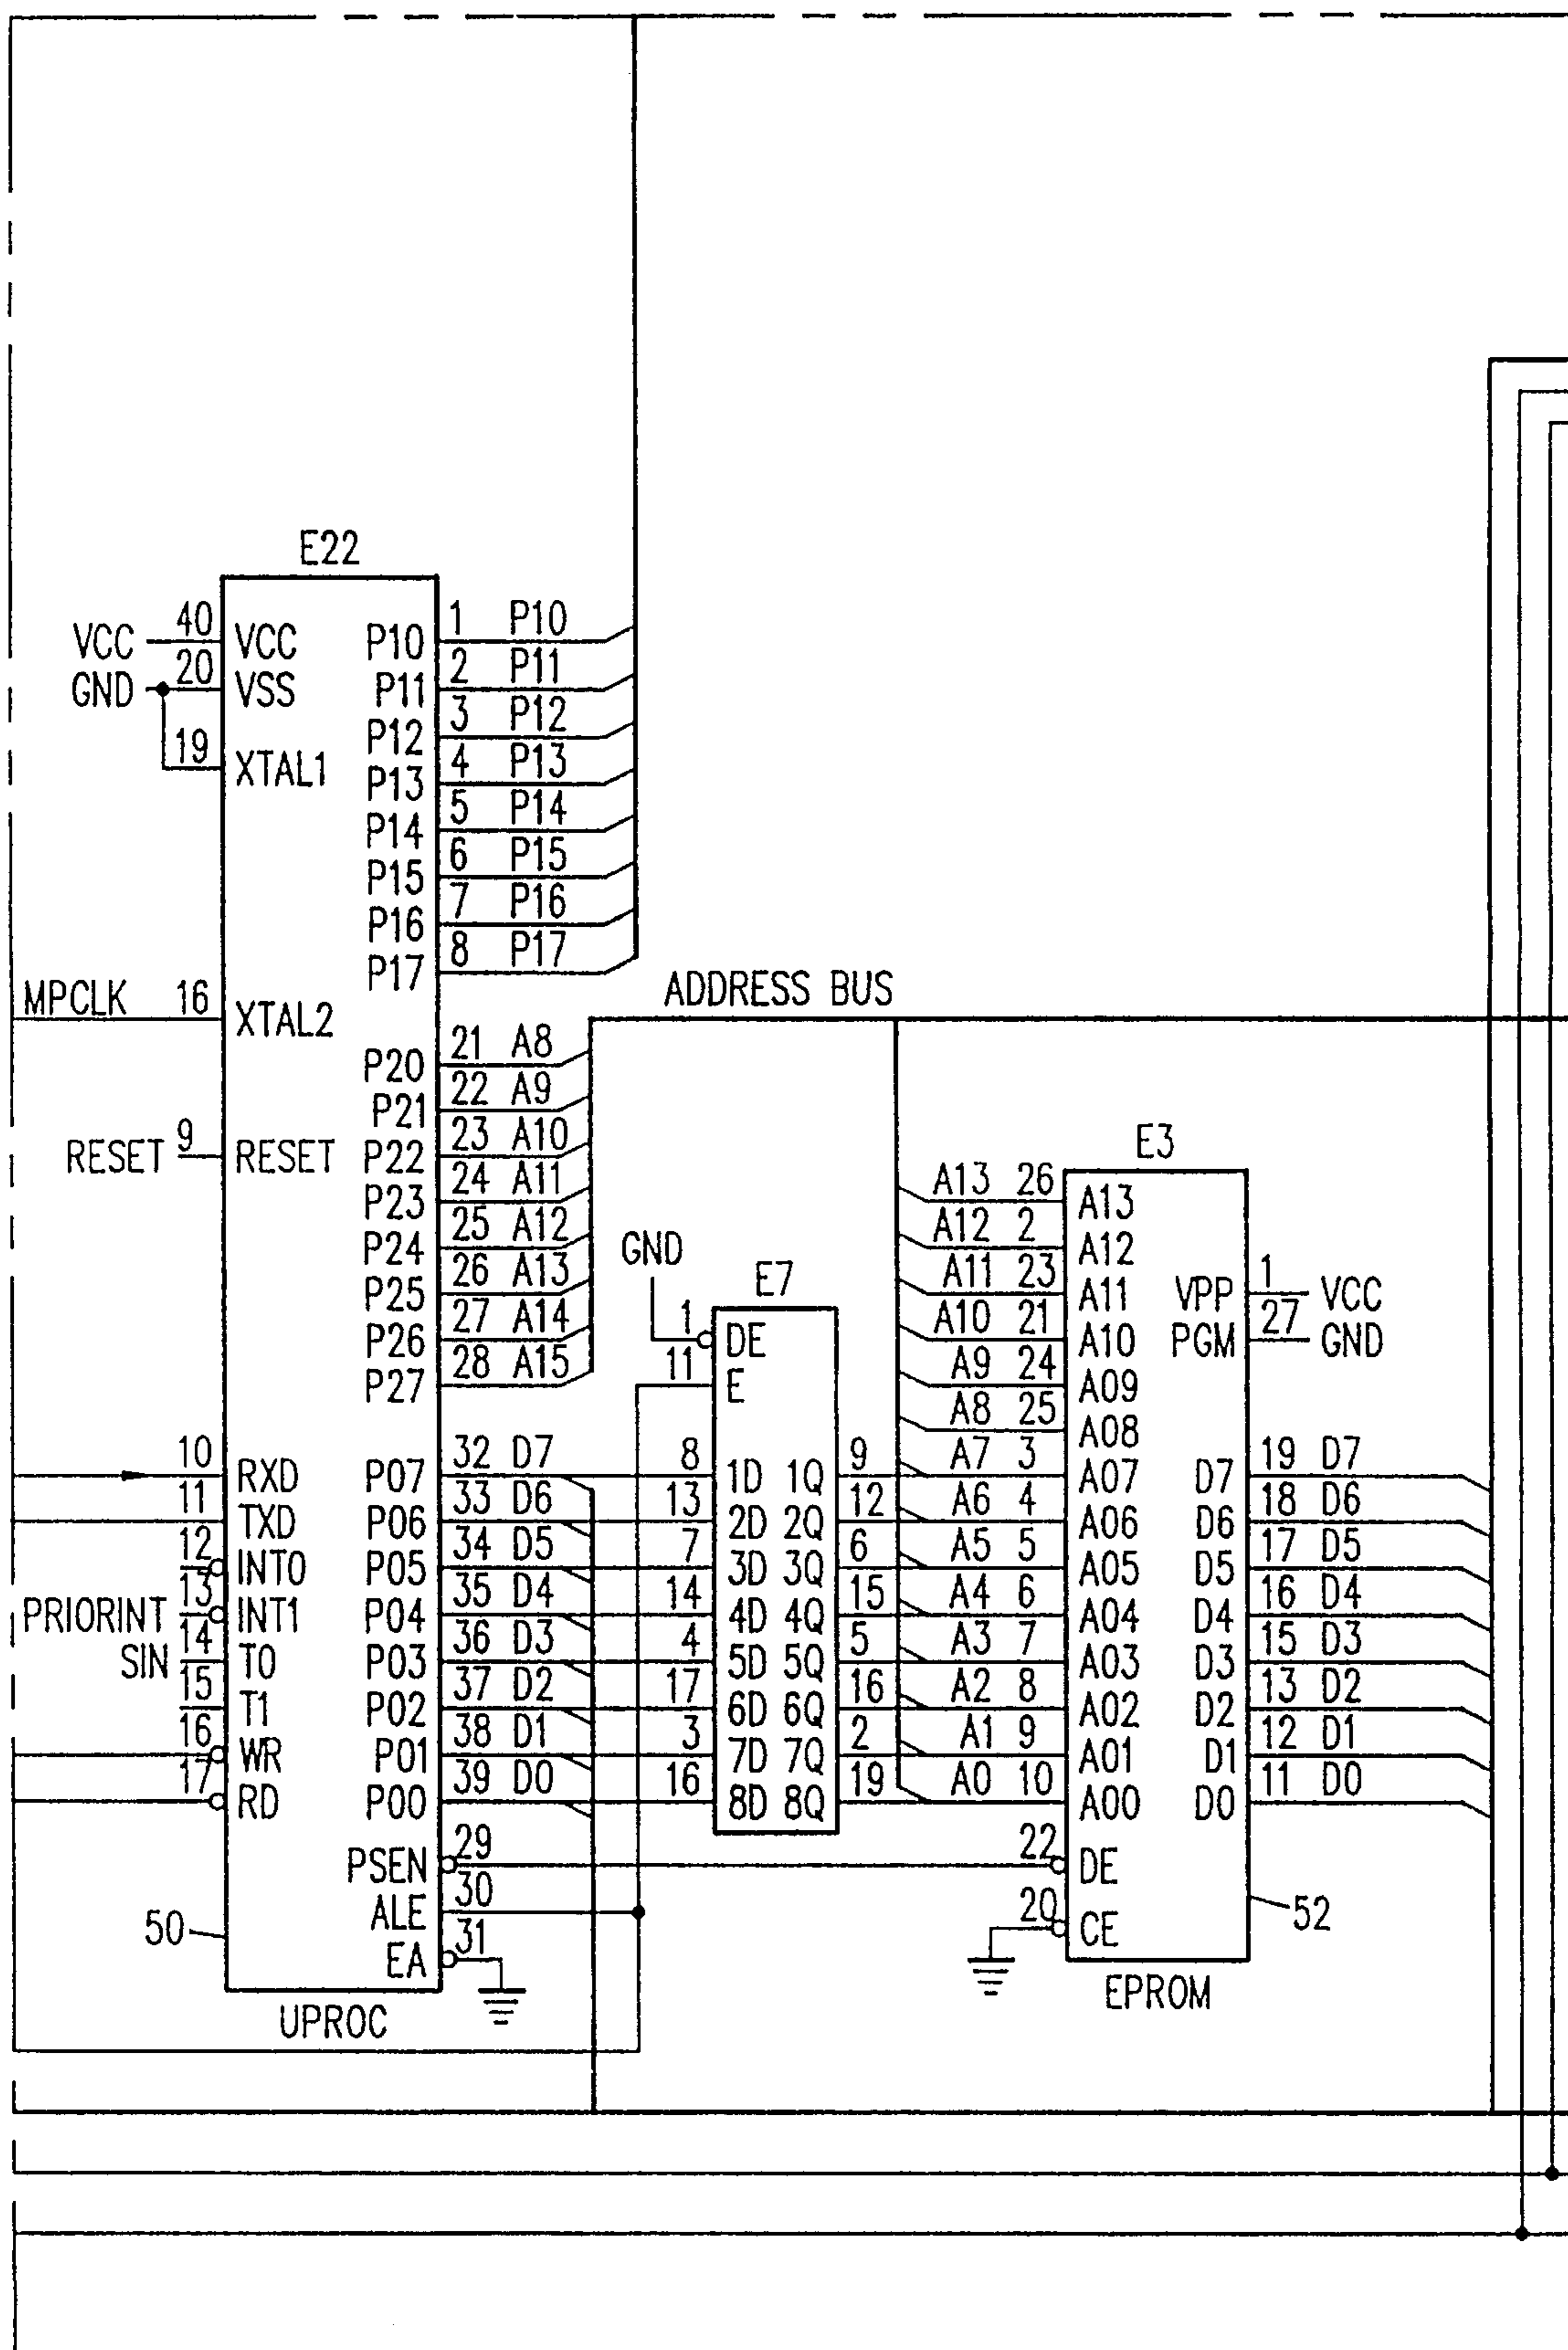 E22
VCC 40 VCC P10 1 P10
GND 20 VSS P11 2 P11
P12 3 P12
19 XTAL1 P13 4 P13
P14 5 P14
P15 6 P15
P16 7 P16
P17 8 P17
ADDRESS BUS
MPCLK 16 XTAL2
P20 21 A8
P21 22 A9
RESET 9 RESET P22 23 A10
P23 24 A11
P24 25 A12
P25 26 A13
P26 27 A14
P27 28 A15
GND
E7
1 DE
11 E
E3
A13 26 A13
A12 2 A12
A11 23 A11 VPP 1 VCC
A10 21 A10 PGM 27 GND
A9 24 A09
A8 25 A08
10 RXD P07 32 D7 8 1D 1Q 9 A7 3 A07 D7 19 D7
11 TXD P06 33 D6 13 2D 2Q 12 A6 4 A06 D6 18 D6
12 INT0 P05 34 D5 7 3D 3Q 6 A5 5 A05 D5 17 D5
PRIORINT 13 INT1 P04 35 D4 14 4D 4Q 15 A4 6 A04 D4 16 D4
SIN 14 T0 P03 36 D3 4 5D 5Q 5 A3 7 A03 D3 15 D3
15 T1 P02 37 D2 17 6D 6Q 16 A2 8 A02 D2 13 D2
16 WR P01 38 D1 3 7D 7Q 2 A1 9 A01 D1 12 D1
17 RD P00 39 D0 16 8D 8Q 19 A0 10 A00 D0 11 D0
PSEN 29 22 DE
ALE 30
50 EA 31 20 CE 52
UPROC
EPROM